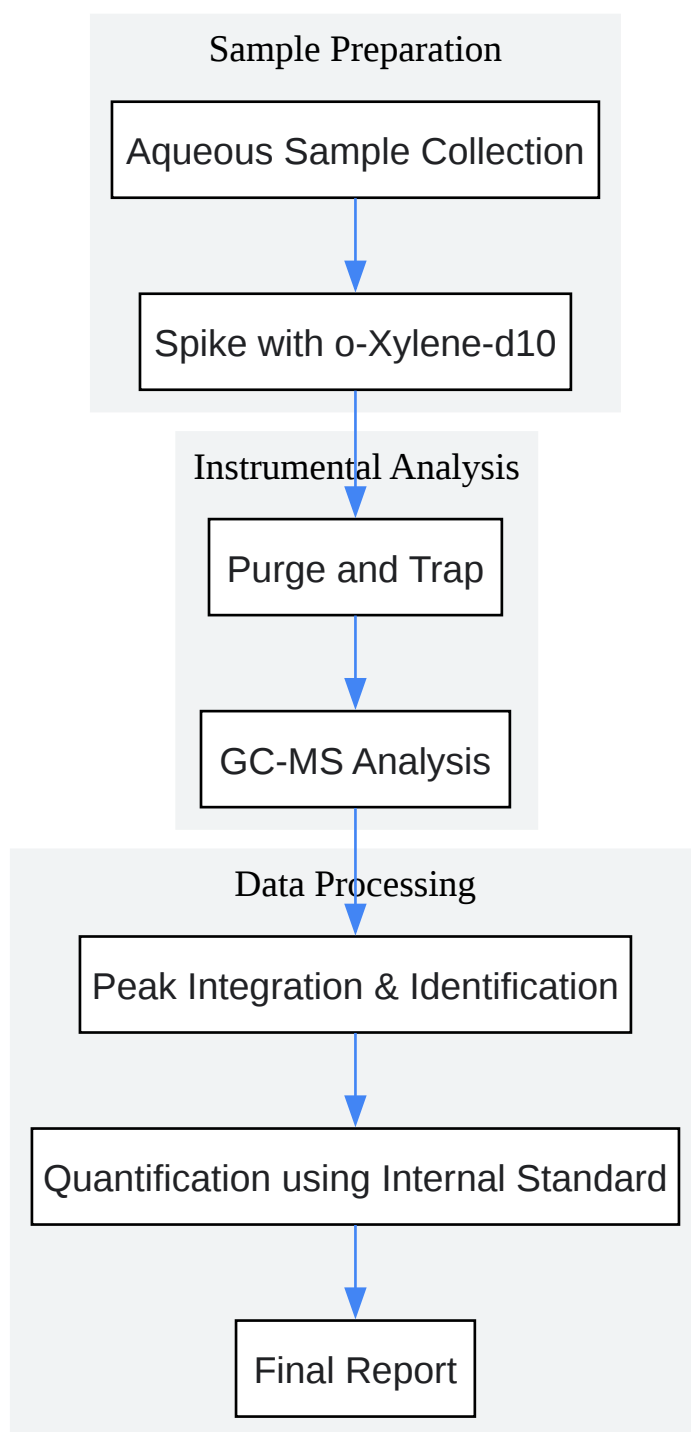 Sample Preparation
Aqueous Sample Collection
Spike with o-Xylene-d10
Instrumental Analysis
Purge and Trap
GC-MS Analysis
Data Processing
Peak Integration & Identification
Quantification using Internal Standard
Final Report